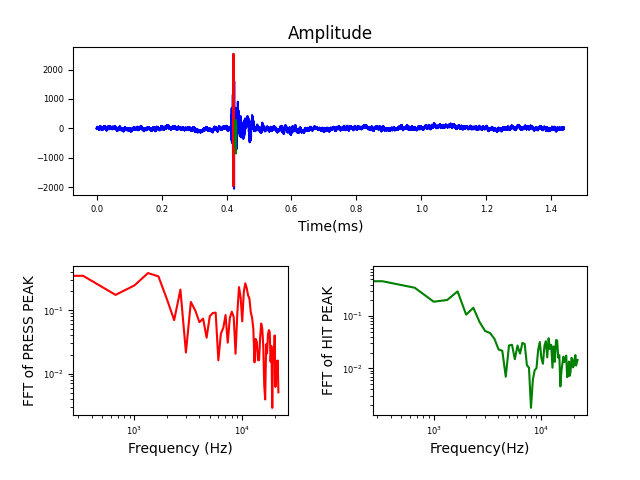 Amplitude
2000
1000
0
−1000
−2000
0.0 0.2 0.4 0.6 0.8 1.0 1.2 1.4
Time(ms)
FFT of PRESS PEAK
10⁻¹
10⁻²
10³ 10⁴
Frequency (Hz)
FFT of HIT PEAK
10⁻¹
10⁻²
10³ 10⁴
Frequency(Hz)